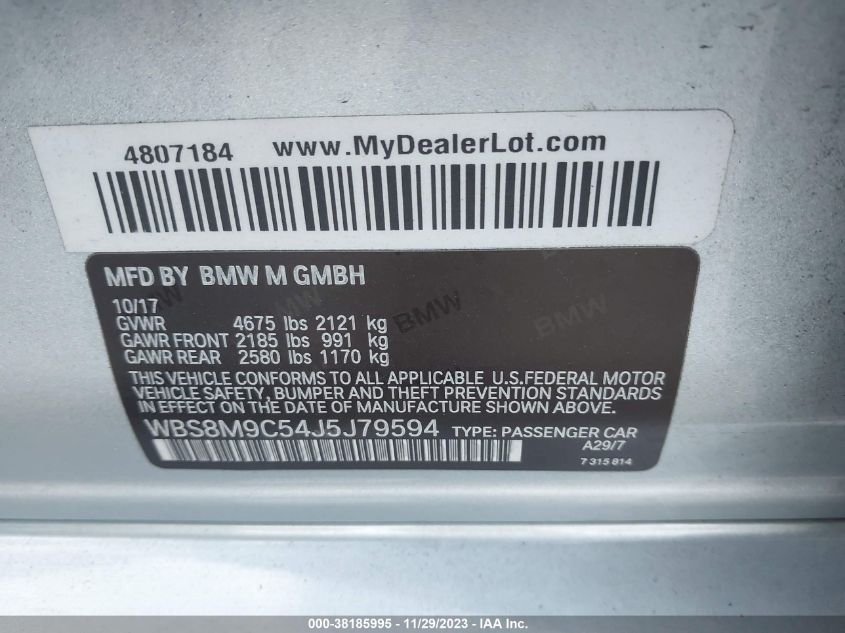 4807184 www.MyDealerLot.com
MFD BY BMW M GMBH
10/17
GVWR 4675 lbs 2121 kg
GAWR FRONT 2185 lbs 991 kg
GAWR REAR 2580 lbs 1170 kg
THIS VEHICLE CONFORMS TO ALL APPLICABLE U.S.FEDERAL MOTOR
VEHICLE SAFETY, BUMPER AND THEFT PREVENTION STANDARDS
IN EFFECT ON THE DATE OF MANUFACTURE SHOWN ABOVE.
WBS8M9C54J5J79594 TYPE: PASSENGER CAR
A29/7
7 315 814
BMW
BMW
BMW
000-38185995 - 11/29/2023 - IAA Inc.